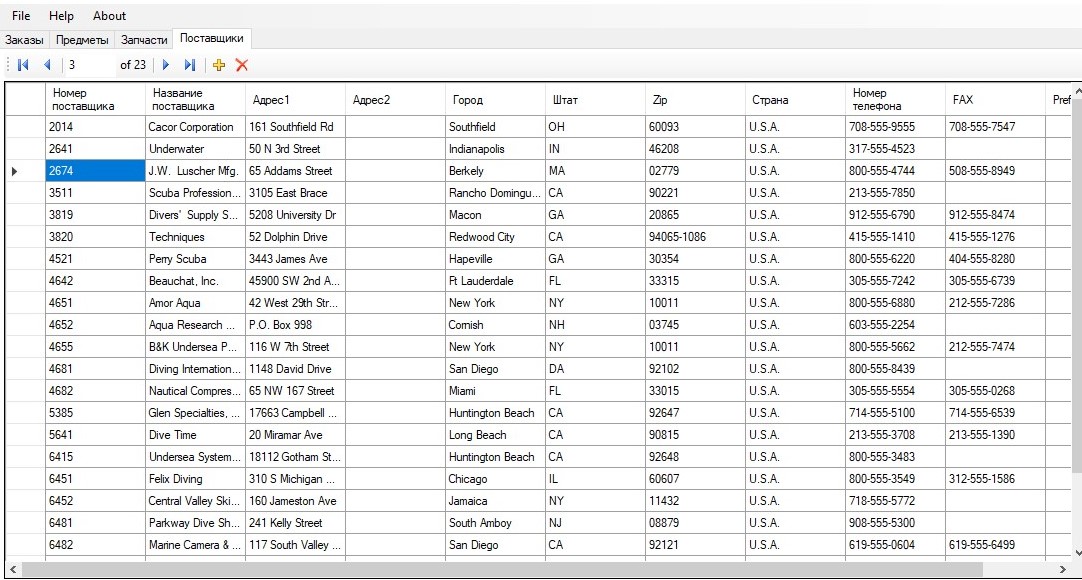 File Help About
Заказы Предметы Запчасти Поставщики
3 of 23
Номер поставщика Название поставщика Адрес1 Адрес2 Город Штат Zip Страна Номер телефона FAX Pref
2014 Cacor Corporation 161 Southfield Rd Southfield OH 60093 U.S.A. 708-555-9555 708-555-7547
2641 Underwater 50 N 3rd Street Indianapolis IN 46208 U.S.A. 317-555-4523
2674 J.W. Luscher Mfg. 65 Addams Street Berkely MA 02779 U.S.A. 800-555-4744 508-555-8949
3511 Scuba Profession... 3105 East Brace Rancho Domingu... CA 90221 U.S.A. 213-555-7850
3819 Divers' Supply S... 5208 University Dr Macon GA 20865 U.S.A. 912-555-6790 912-555-8474
3820 Techniques 52 Dolphin Drive Redwood City CA 94065-1086 U.S.A. 415-555-1410 415-555-1276
4521 Perry Scuba 3443 James Ave Hapeville GA 30354 U.S.A. 800-555-6220 404-555-8280
4642 Beauchat, Inc. 45900 SW 2nd A... Ft Lauderdale FL 33315 U.S.A. 305-555-7242 305-555-6739
4651 Amor Aqua 42 West 29th Str... New York NY 10011 U.S.A. 800-555-6880 212-555-7286
4652 Aqua Research ... P.O. Box 998 Cornish NH 03745 U.S.A. 603-555-2254
4655 B&K Undersea P... 116 W 7th Street New York NY 10011 U.S.A. 800-555-5662 212-555-7474
4681 Diving Internation... 1148 David Drive San Diego DA 92102 U.S.A. 800-555-8439
4682 Nautical Compres... 65 NW 167 Street Miami FL 33015 U.S.A. 305-555-5554 305-555-0268
5385 Glen Specialties, ... 17663 Campbell ... Huntington Beach CA 92647 U.S.A. 714-555-5100 714-555-6539
5641 Dive Time 20 Miramar Ave Long Beach CA 90815 U.S.A. 213-555-3708 213-555-1390
6415 Undersea System... 18112 Gotham St... Huntington Beach CA 92648 U.S.A. 800-555-3483
6451 Felix Diving 310 S Michigan ... Chicago IL 60607 U.S.A. 800-555-3549 312-555-1586
6452 Central Valley Ski... 160 Jameston Ave Jamaica NY 11432 U.S.A. 718-555-5772
6481 Parkway Dive Sh... 241 Kelly Street South Amboy NJ 08879 U.S.A. 908-555-5300
6482 Marine Camera & ... 117 South Valley ... San Diego CA 92121 U.S.A. 619-555-0604 619-555-6499